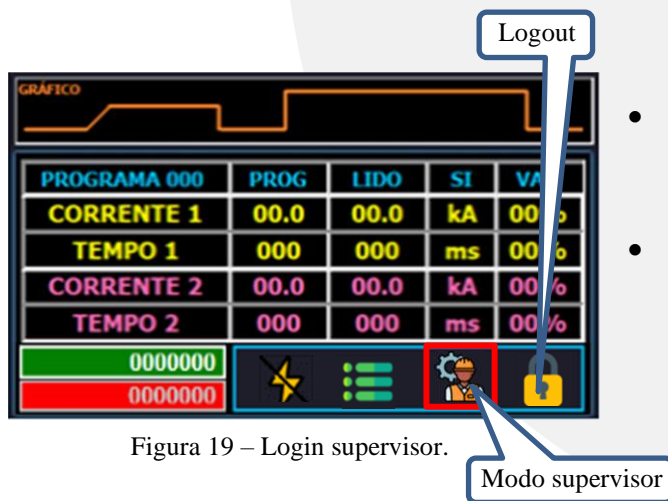 Logout
GRÁFICO
PROGRAMA 000 PROG LIDO SI
CORRENTE 1 00.0 00.0 kA
TEMPO 1 000 000 ms
CORRENTE 2 00.0 00.0 kA
TEMPO 2 000 000 ms
0000000
0000000
Figura 19 – Login supervisor.
Modo supervisor